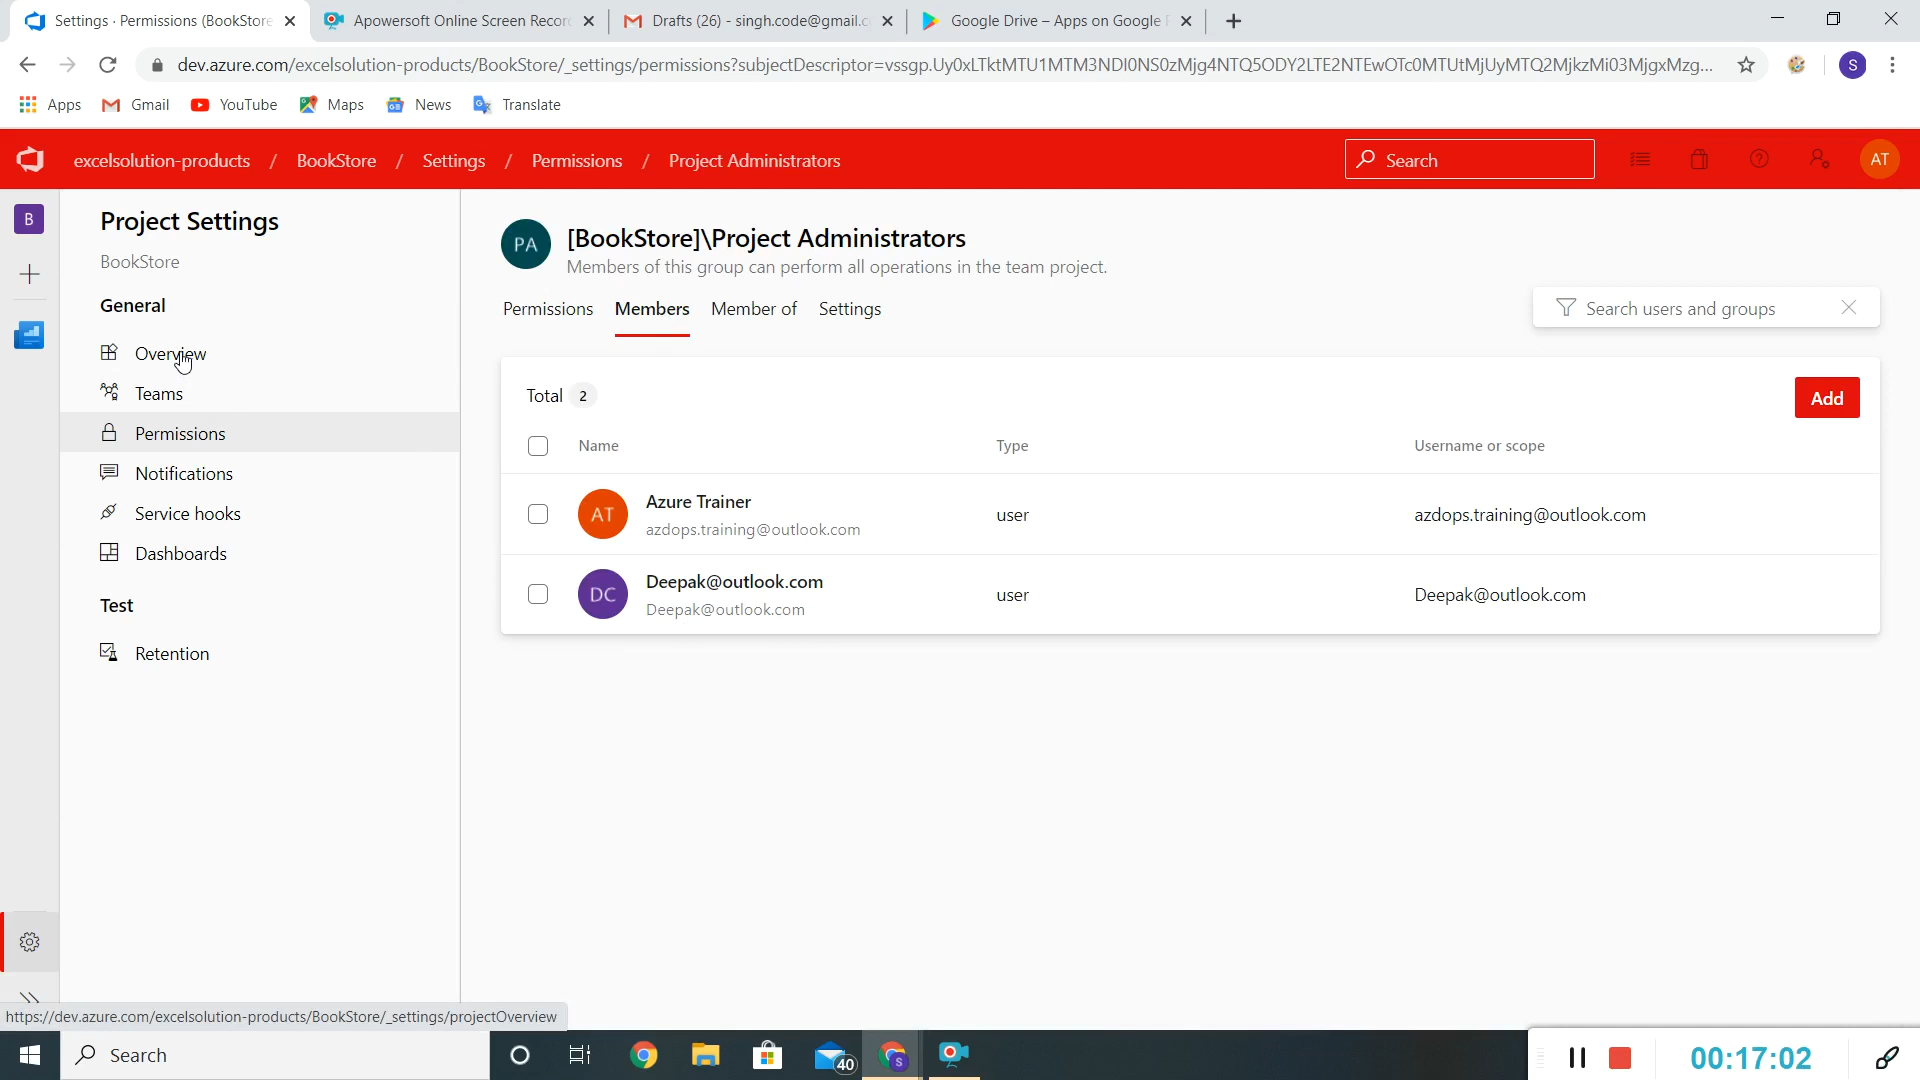 Settings · Permissions (BookStore
Apowersoft Online Screen Recor
Drafts (26) - singh.code@gmail.c
Google Drive – Apps on Google
dev.azure.com/excelsolution-products/BookStore/_settings/permissions?subjectDescriptor=vssgp.Uy0xLTktMTU1MTM3NDI0NS0zMjg4NTQ5ODY2LTE2NTEwOTc0MTUtMjUyMTQ2MjkzMi03MjgxMzg...
S
Apps
Gmail
YouTube
Maps
News
Translate
excelsolution-products / BookStore / Settings / Permissions / Project Administrators
Search
AT
B
Project Settings
BookStore
General
Overview
Teams
Permissions
Notifications
Service hooks
Dashboards
Test
Retention
PA
[BookStore]\Project Administrators
Members of this group can perform all operations in the team project.
Permissions Members Member of Settings
Search users and groups
Total 2
Add
Name Type Username or scope
AT
Azure Trainer
azdops.training@outlook.com
user
azdops.training@outlook.com
DC
Deepak@outlook.com
Deepak@outlook.com
user
Deepak@outlook.com
https://dev.azure.com/excelsolution-products/BookStore/_settings/projectOverview
Search
40
S
00:17:02